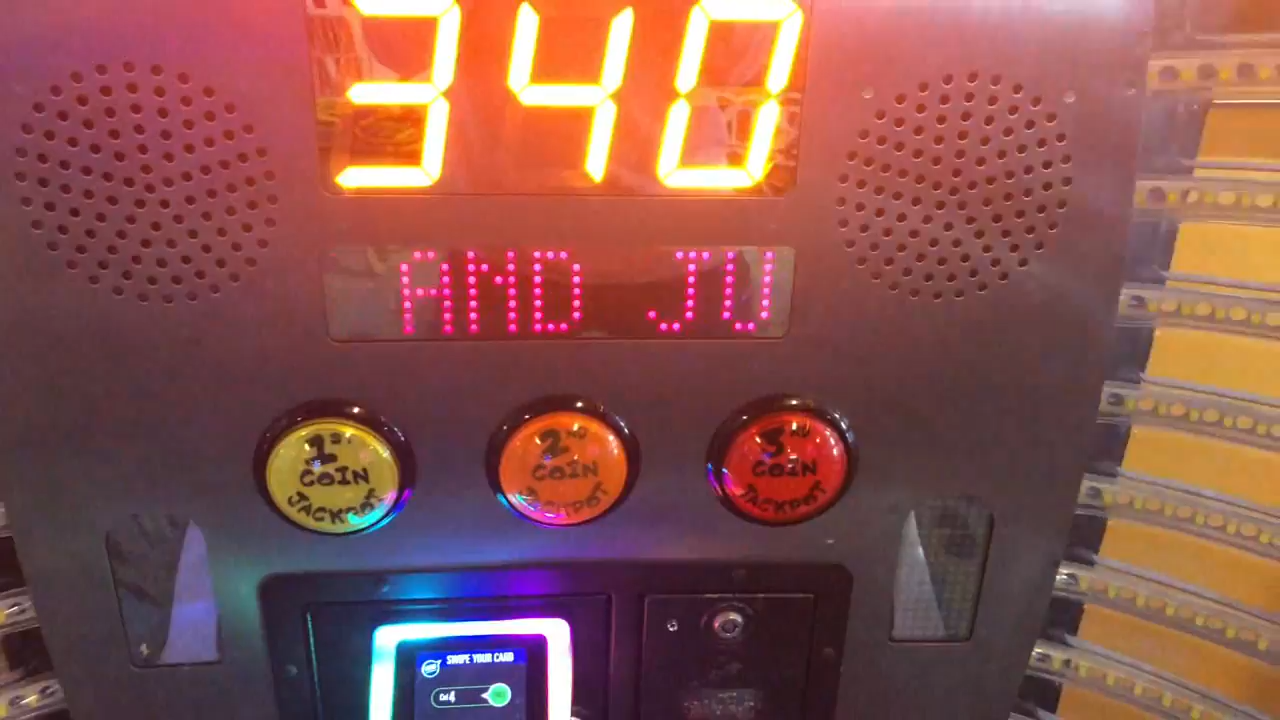 340
AND JU
1ST
COIN
JACKPOT
2ND
COIN
JACKPOT
3RD
COIN
JACKPOT
SWIPE YOUR CARD